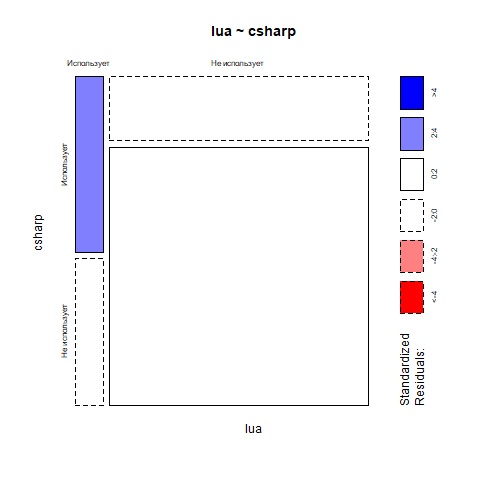 lua ~ csharp
Использует
Не использует
Использует
Не использует
csharp
lua
>4
2:4
0:2
-2:0
-4:-2
<-4
Standardized
Residuals: